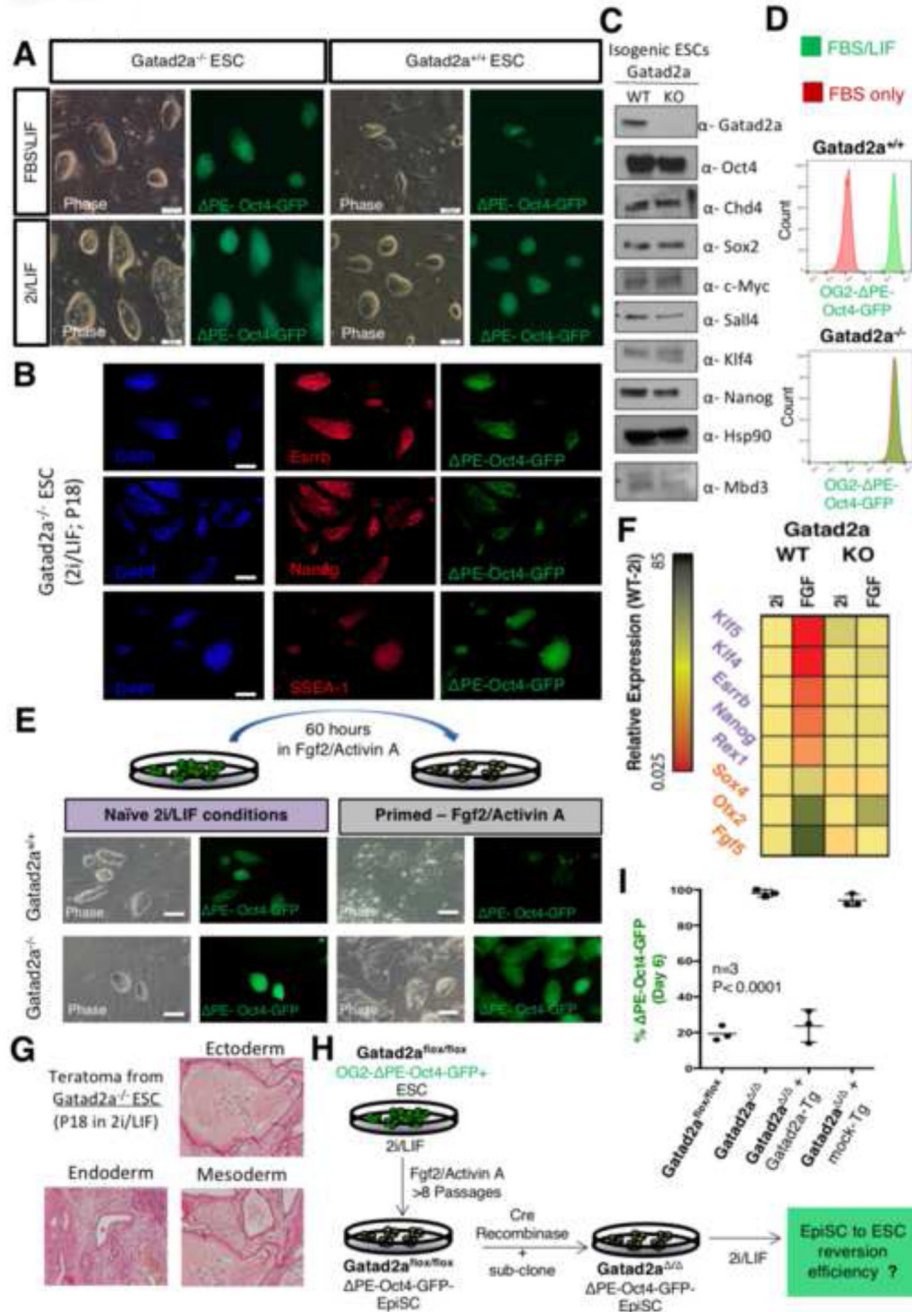 A
Gatad2a-/- ESC
Gatad2a+/+ ESC
FBS\LIF
Phase
ΔPE- Oct4-GFP
Phase
ΔPE- Oct4-GFP
2i/LIF
Phase
ΔPE- Oct4-GFP
Phase
ΔPE- Oct4-GFP
B
Gatad2a-/- ESC
(2i/LIF; P18)
Esrrb
ΔPE-Oct4-GFP
Nanog
ΔPE-Oct4-GFP
SSEA-1
ΔPE-Oct4-GFP
C
Isogenic ESCs
Gatad2a
WT KO
α- Gatad2a
α- Oct4
α- Chd4
α- Sox2
α- c-Myc
α- Sall4
α- Klf4
α- Nanog
α- Hsp90
α- Mbd3
D
FBS/LIF
FBS only
Gatad2a+/+
Count
OG2-ΔPE-
Oct4-GFP
Gatad2a-/-
Count
OG2-ΔPE-
Oct4-GFP
E
60 hours
in Fgf2/Activin A
Naïve 2i/LIF conditions
Primed – Fgf2/Activin A
Gatad2a+/+
Phase
ΔPE- Oct4-GFP
Phase
ΔPE- Oct4-GFP
Gatad2a-/-
Phase
ΔPE- Oct4-GFP
Phase
ΔPE- Oct4-GFP
F
Gatad2a
WT KO
2i FGF 2i FGF
Relative Expression (WT-2i)
85
0.025
Klf5
Klf4
Esrrb
Nanog
Rex1
Sox4
Otx2
Fgf5
G
Teratoma from
Gatad2a-/- ESC
(P18 in 2i/LIF)
Ectoderm
Endoderm
Mesoderm
H
Gatad2aflox/flox
OG2-ΔPE-Oct4-GFP+
ESC
2i/LIF
Fgf2/Activin A
>8 Passages
Gatad2aflox/flox
ΔPE-Oct4-GFP-
EpiSC
Cre
Recombinase
+
sub-clone
Gatad2aΔ/Δ
ΔPE-Oct4-GFP-
EpiSC
2i/LIF
EpiSC to ESC
reversion
efficiency ?
I
% ΔPE-Oct4-GFP
(Day 6)
100
80
60
40
20
0
n=3
P< 0.0001
Gatad2aflox/flox
Gatad2aΔ/Δ
Gatad2aΔ/Δ +
Gatad2a-Tg
Gatad2aΔ/Δ +
mock-Tg